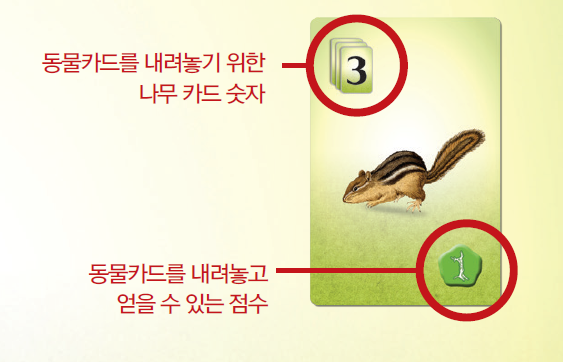 동물카드를 내려놓기 위한
나무 카드 숫자
3
동물카드를 내려놓고
얻을 수 있는 점수